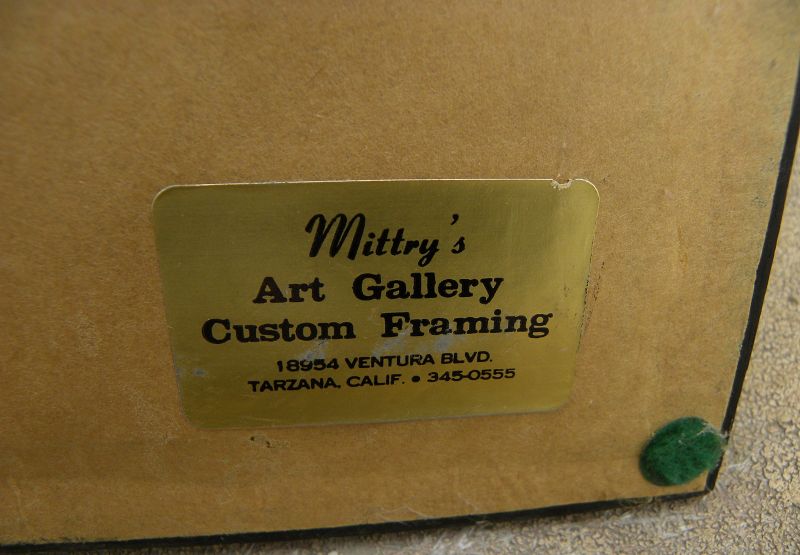 Mittry's
Art Gallery
Custom Framing
18954 VENTURA BLVD.
TARZANA, CALIF. • 345-0555